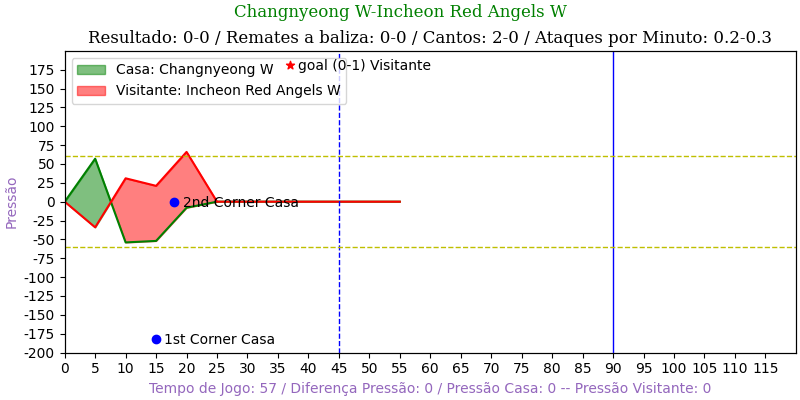 Changnyeong W-Incheon Red Angels W
Resultado: 0-0 / Remates a baliza: 0-0 / Cantos: 2-0 / Ataques por Minuto: 0.2-0.3
Casa: Changnyeong W
Visitante: Incheon Red Angels W
goal (0-1) Visitante
2nd Corner Casa
1st Corner Casa
Pressão
175
150
125
100
75
50
25
0
-25
-50
-75
-100
-125
-150
-175
-200
0 5 10 15 20 25 30 35 40 45 50 55 60 65 70 75 80 85 90 95 100 105 110 115
Tempo de Jogo: 57 / Diferença Pressão: 0 / Pressão Casa: 0 -- Pressão Visitante: 0